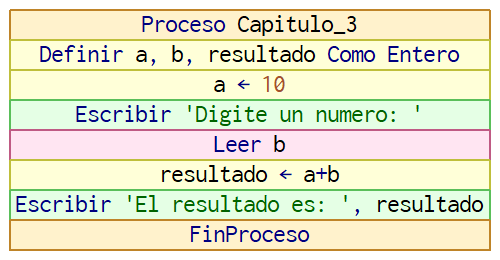 Proceso Capitulo_3
Definir a, b, resultado Como Entero
a ← 10
Escribir 'Digite un numero: '
Leer b
resultado ← a+b
Escribir 'El resultado es: ', resultado
FinProceso